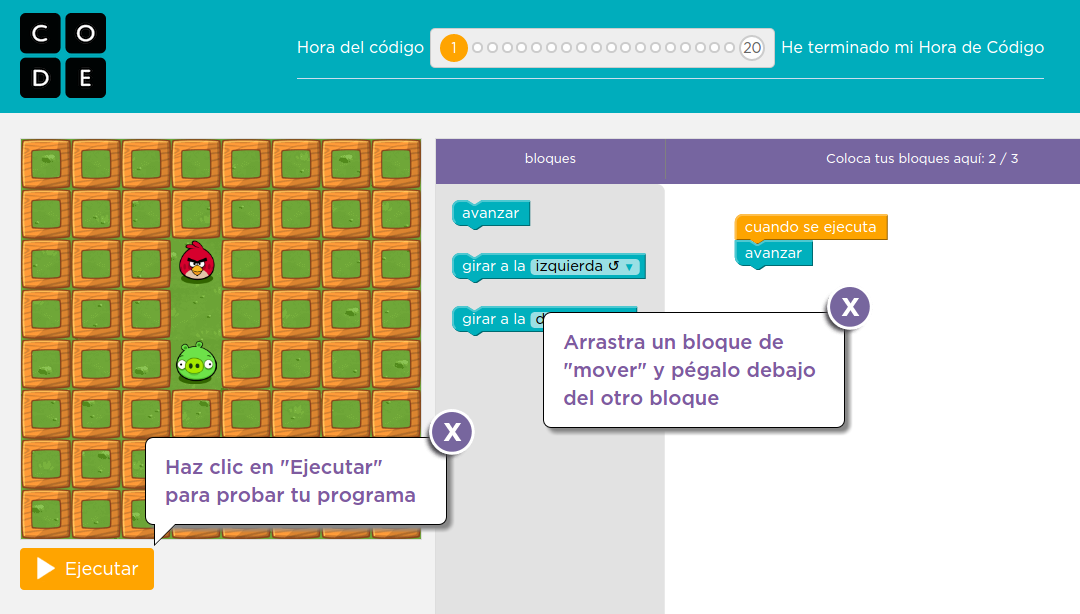 C O
D E
Hora del código 1 20 He terminado mi Hora de Código
bloques
Coloca tus bloques aquí: 2 / 3
avanzar
girar a la izquierda ↺ ▼
girar a la d
cuando se ejecuta
avanzar
X
Arrastra un bloque de
"mover" y pégalo debajo
del otro bloque
X
Haz clic en "Ejecutar"
para probar tu programa
Ejecutar